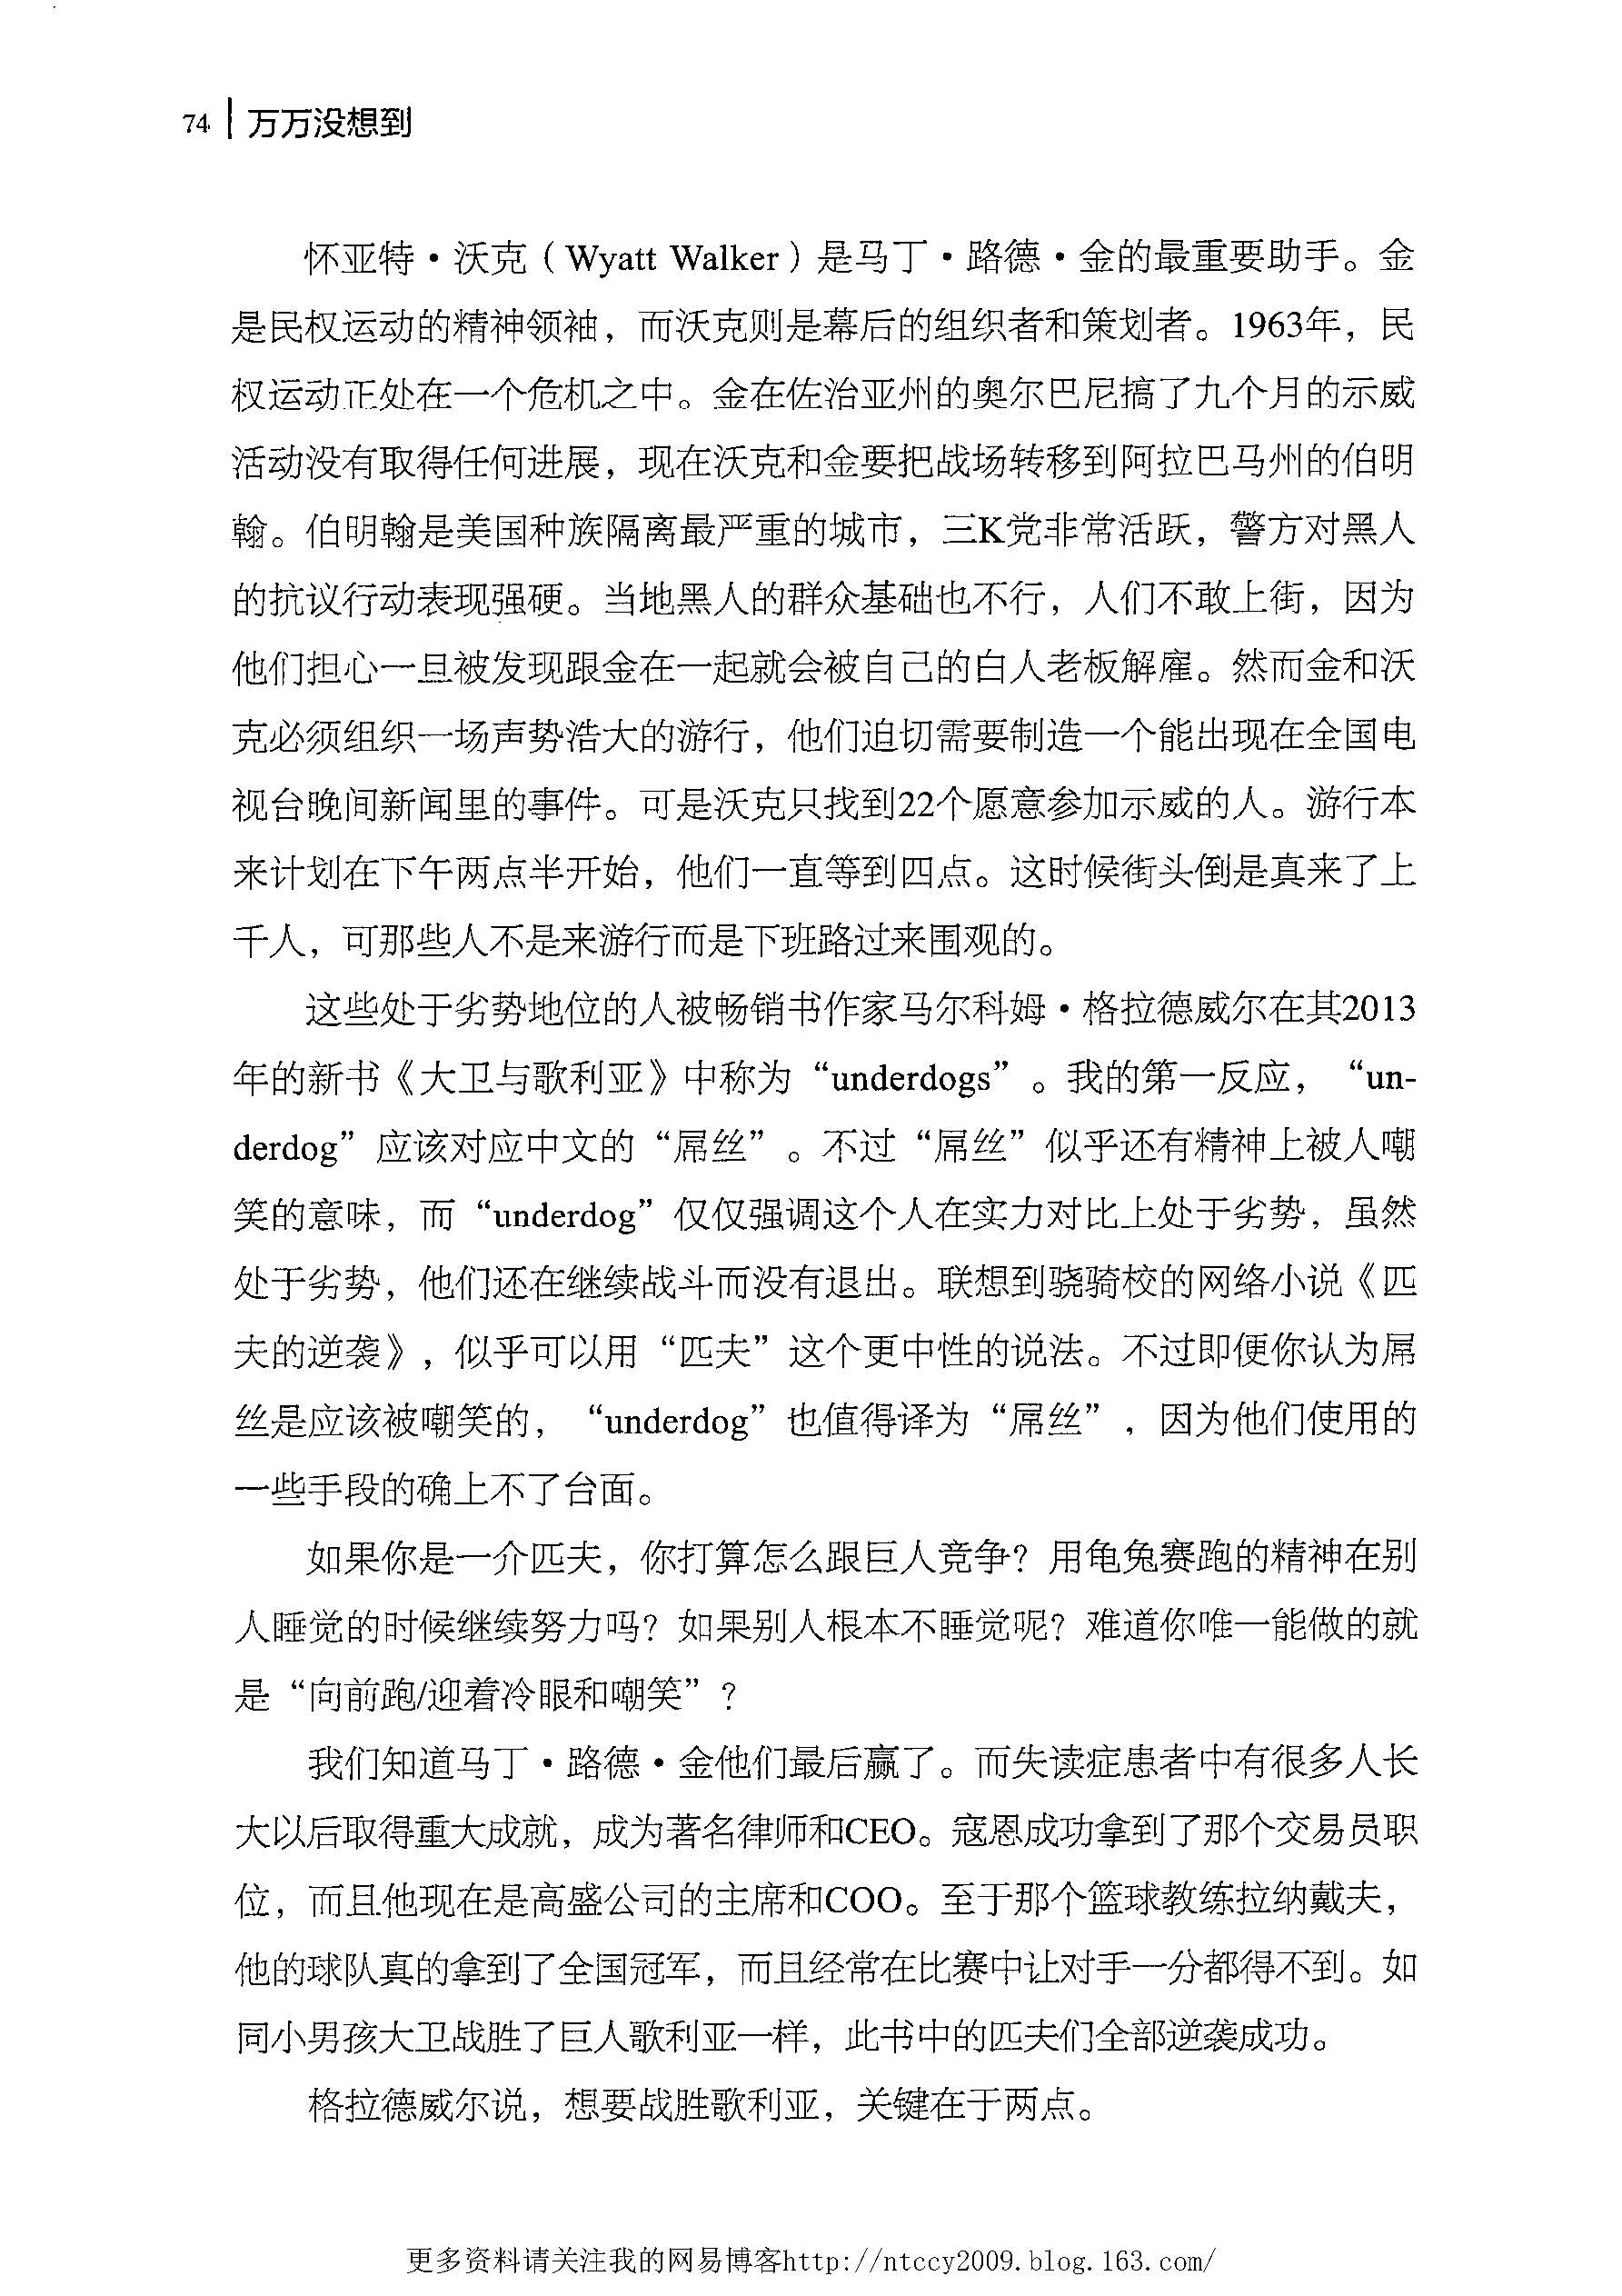 74 万万没想到
怀亚特·沃克（Wyatt Walker）是马丁·路德·金的最重要助手。金
是民权运动的精神领袖，而沃克则是幕后的组织者和策划者。1963年，民
权运动正处在一个危机之中。金在佐治亚州的奥尔巴尼搞了九个月的示威
活动没有取得任何进展，现在沃克和金要把战场转移到阿拉巴马州的伯明
翰。伯明翰是美国种族隔离最严重的城市，三K党非常活跃，警方对黑人
的抗议行动表现强硬。当地黑人的群众基础也不行，人们不敢上街，因为
他们担心一旦被发现跟金在一起就会被自己的白人老板解雇。然而金和沃
克必须组织一场声势浩大的游行，他们迫切需要制造一个能出现在全国电
视台晚间新闻里的事件。可是沃克只找到22个愿意参加示威的人。游行本
来计划在下午两点半开始，他们一直等到四点。这时候街头倒是真来了上
千人，可那些人不是来游行而是下班路过来围观的。
这些处于劣势地位的人被畅销书作家马尔科姆·格拉德威尔在其2013
年的新书《大卫与歌利亚》中称为“underdogs”。我的第一反应，“un-
derdog”应该对应中文的“屌丝”。不过“屌丝”似乎还有精神上被人嘲
笑的意味，而“underdog”仅仅强调这个人在实力对比上处于劣势，虽然
处于劣势，他们还在继续战斗而没有退出。联想到骁骑校的网络小说《匹
夫的逆袭》，似乎可以用“匹夫”这个更中性的说法。不过即便你认为屌
丝是应该被嘲笑的，“underdog”也值得译为“屌丝”，因为他们使用的
一些手段的确上不了台面。
如果你是一介匹夫，你打算怎么跟巨人竞争？用龟兔赛跑的精神在别
人睡觉的时候继续努力吗？如果别人根本不睡觉呢？难道你唯一能做的就
是“向前跑/迎着冷眼和嘲笑”？
我们知道马丁·路德·金他们最后赢了。而失读症患者中有很多人长
大以后取得重大成就，成为著名律师和CEO。寇恩成功拿到了那个交易员职
位，而且他现在是高盛公司的主席和COO。至于那个篮球教练拉纳戴夫，
他的球队真的拿到了全国冠军，而且经常在比赛中让对手一分都得不到。如
同小男孩大卫战胜了巨人歌利亚一样，此书中的匹夫们全部逆袭成功。
格拉德威尔说，想要战胜歌利亚，关键在于两点。
更多资料请关注我的网易博客http://ntccy2009.blog.163.com/